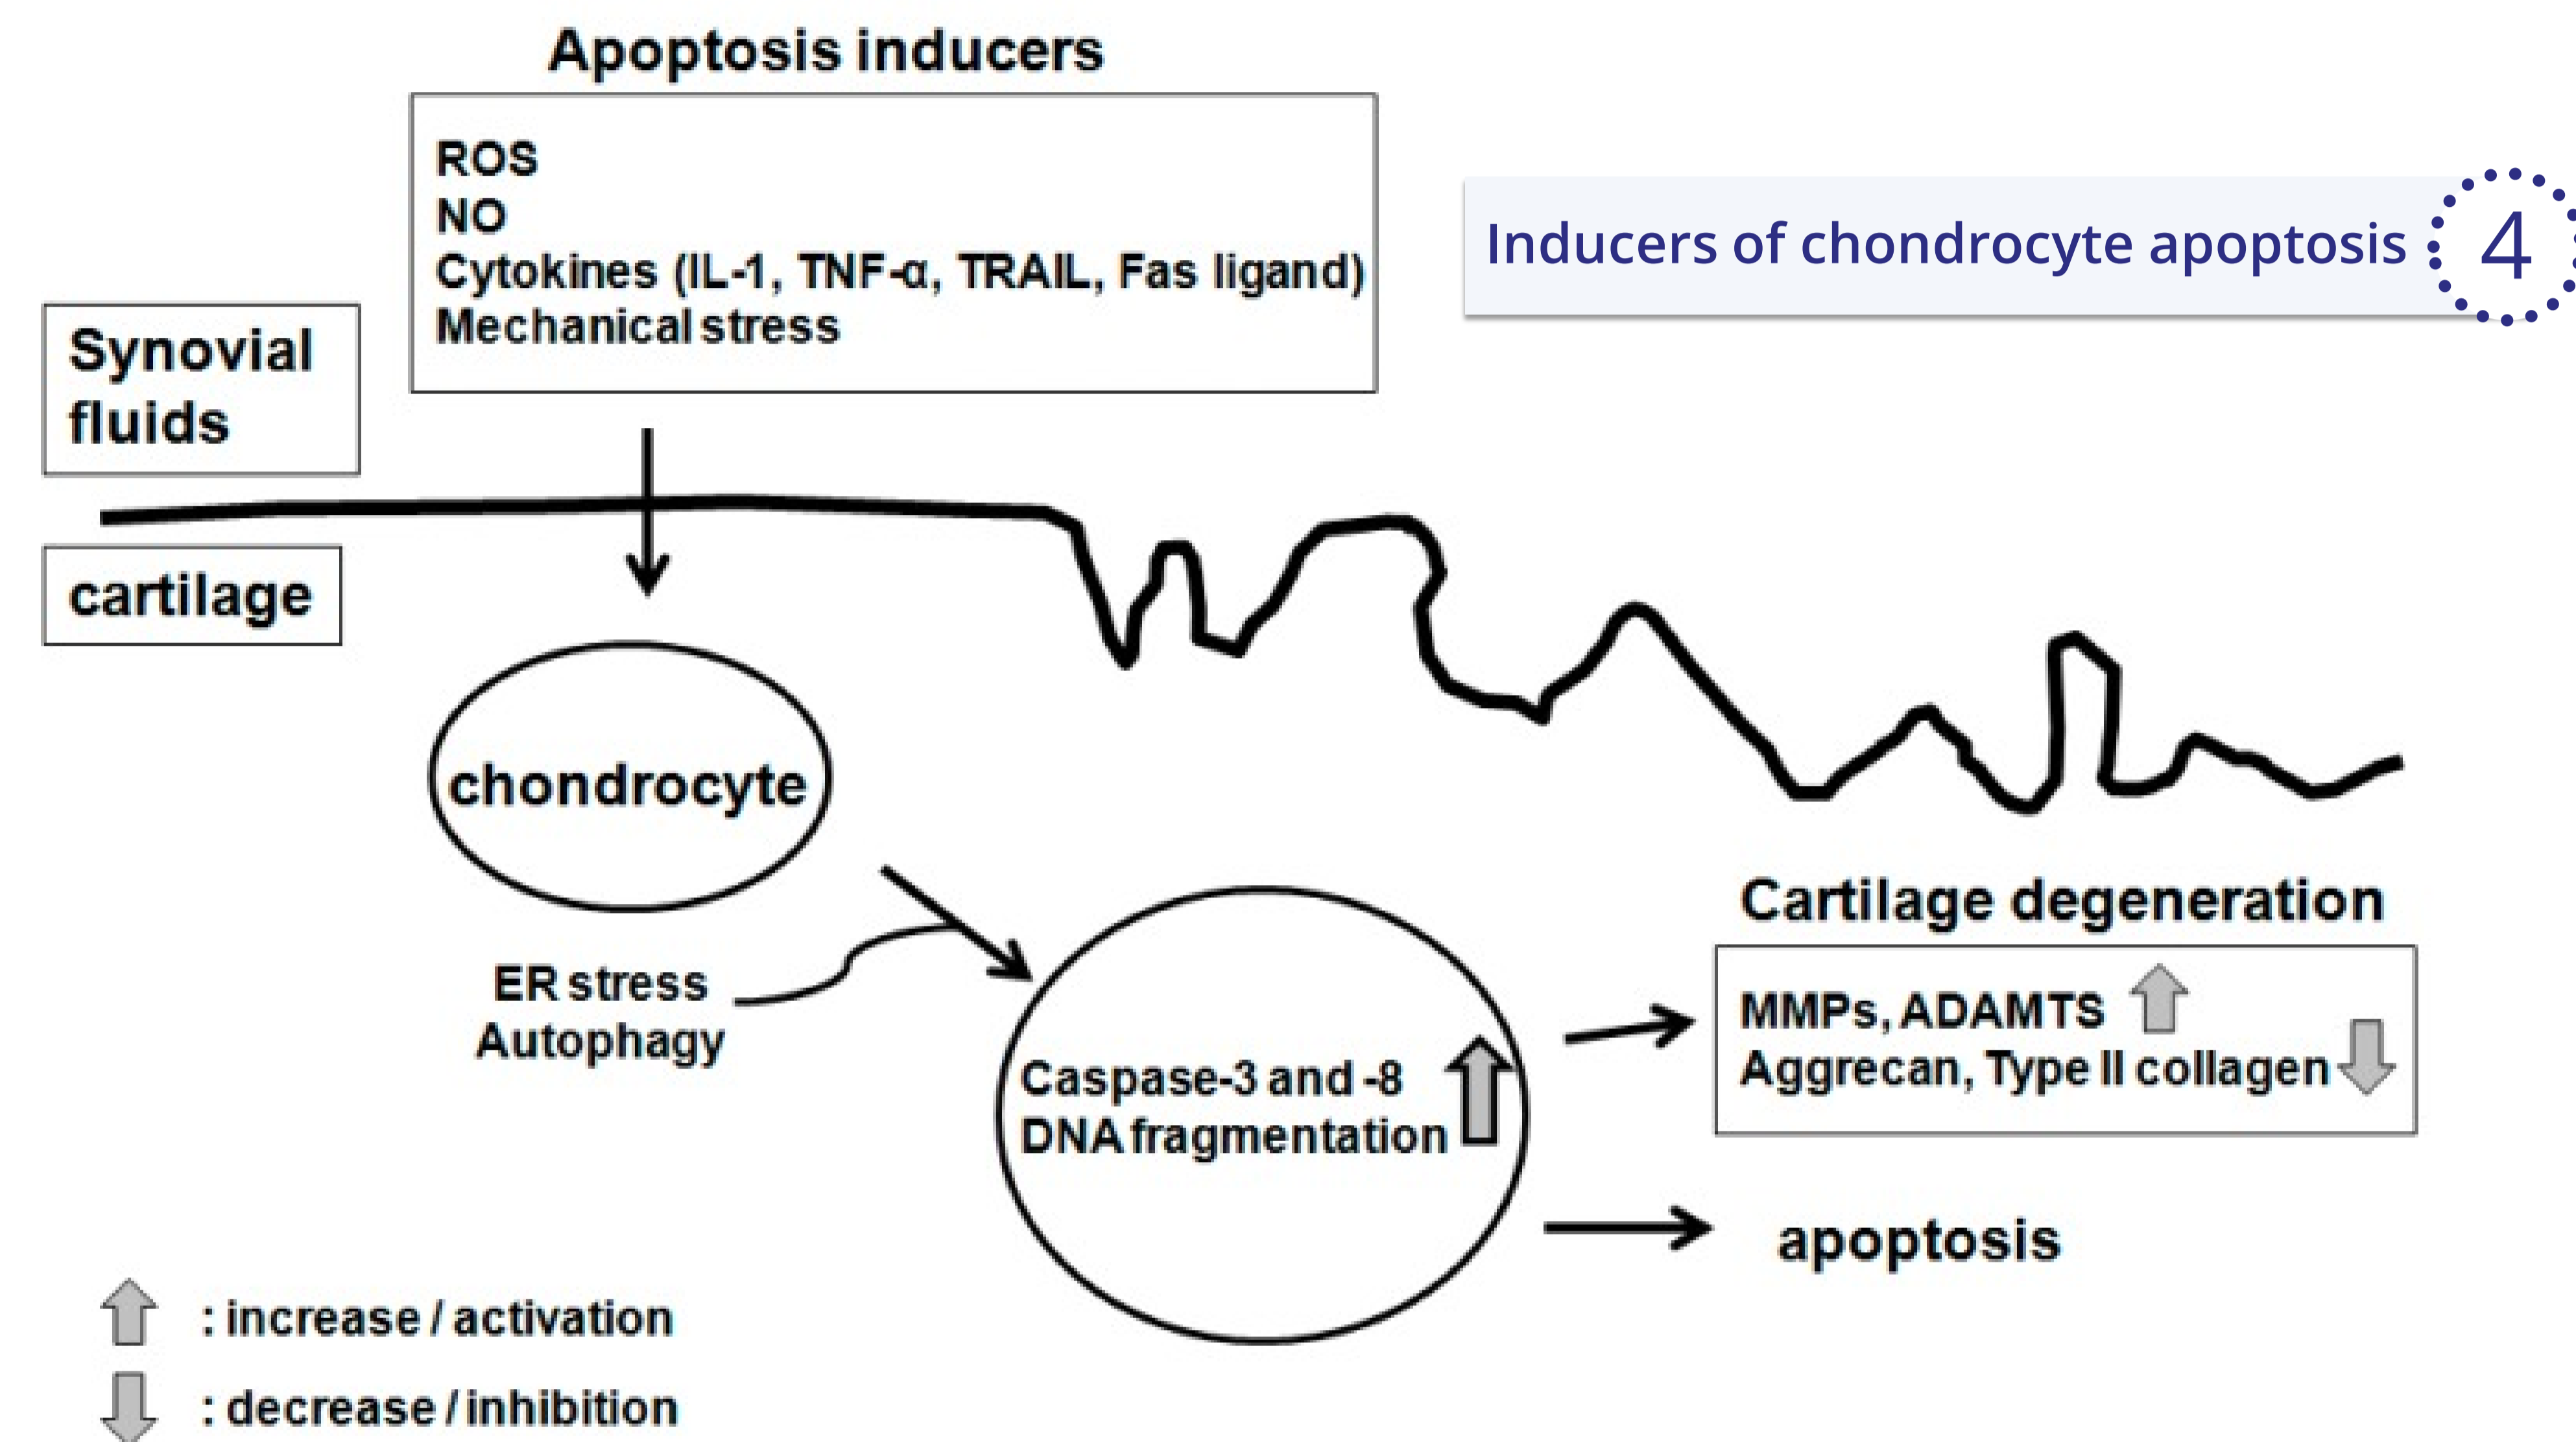 Apoptosis inducers
ROS
NO
Cytokines (IL-1, TNF-α, TRAIL, Fas ligand)
Mechanical stress
Inducers of chondrocyte apoptosis
4
Synovial
fluids
cartilage
chondrocyte
ER stress
Autophagy
Caspase-3 and -8
DNA fragmentation
Cartilage degeneration
MMPs, ADAMTS
Aggrecan, Type II collagen
apoptosis
: increase / activation
: decrease / inhibition